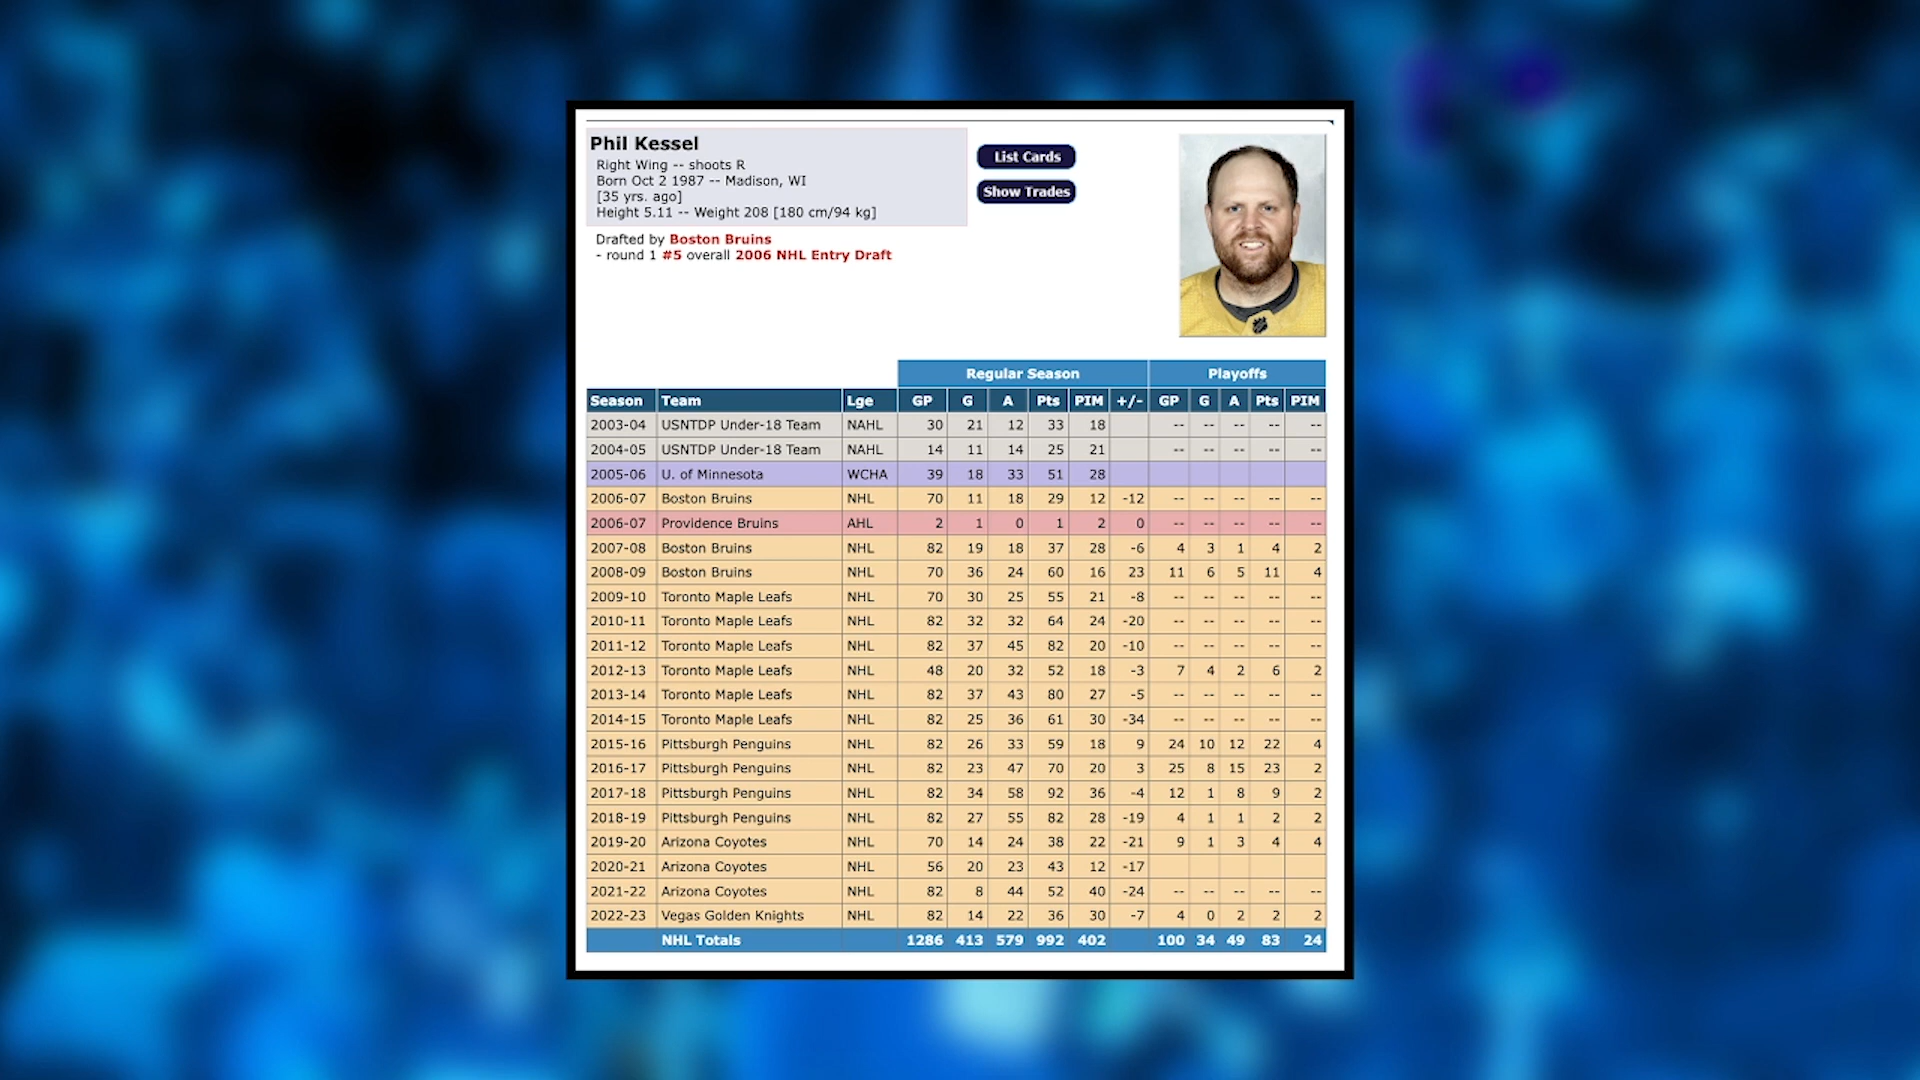 Phil Kessel
Right Wing -- shoots R
Born Oct 2 1987 -- Madison, WI
[35 yrs. ago]
Height 5.11 -- Weight 208 [180 cm/94 kg]
List Cards
Show Trades
Drafted by Boston Bruins
- round 1 #5 overall 2006 NHL Entry Draft
Regular Season Playoffs
Season Team Lge GP G A Pts PIM +/- GP G A Pts PIM
2003-04 USNTDP Under-18 Team NAHL 30 21 12 33 18 -- -- -- -- --
2004-05 USNTDP Under-18 Team NAHL 14 11 14 25 21 -- -- -- -- --
2005-06 U. of Minnesota WCHA 39 18 33 51 28
2006-07 Boston Bruins NHL 70 11 18 29 12 -12 -- -- -- -- --
2006-07 Providence Bruins AHL 2 1 0 1 2 0 -- -- -- -- --
2007-08 Boston Bruins NHL 82 19 18 37 28 -6 4 3 1 4 2
2008-09 Boston Bruins NHL 70 36 24 60 16 23 11 6 5 11 4
2009-10 Toronto Maple Leafs NHL 70 30 25 55 21 -8 -- -- -- -- --
2010-11 Toronto Maple Leafs NHL 82 32 32 64 24 -20 -- -- -- -- --
2011-12 Toronto Maple Leafs NHL 82 37 45 82 20 -10 -- -- -- -- --
2012-13 Toronto Maple Leafs NHL 48 20 32 52 18 -3 7 4 2 6 2
2013-14 Toronto Maple Leafs NHL 82 37 43 80 27 -5 -- -- -- -- --
2014-15 Toronto Maple Leafs NHL 82 25 36 61 30 -34 -- -- -- -- --
2015-16 Pittsburgh Penguins NHL 82 26 33 59 18 9 24 10 12 22 4
2016-17 Pittsburgh Penguins NHL 82 23 47 70 20 3 25 8 15 23 2
2017-18 Pittsburgh Penguins NHL 82 34 58 92 36 -4 12 1 8 9 2
2018-19 Pittsburgh Penguins NHL 82 27 55 82 28 -19 4 1 1 2 2
2019-20 Arizona Coyotes NHL 70 14 24 38 22 -21 9 1 3 4 4
2020-21 Arizona Coyotes NHL 56 20 23 43 12 -17
2021-22 Arizona Coyotes NHL 82 8 44 52 40 -24 -- -- -- -- --
2022-23 Vegas Golden Knights NHL 82 14 22 36 30 -7 4 0 2 2 2
NHL Totals 1286 413 579 992 402 100 34 49 83 24